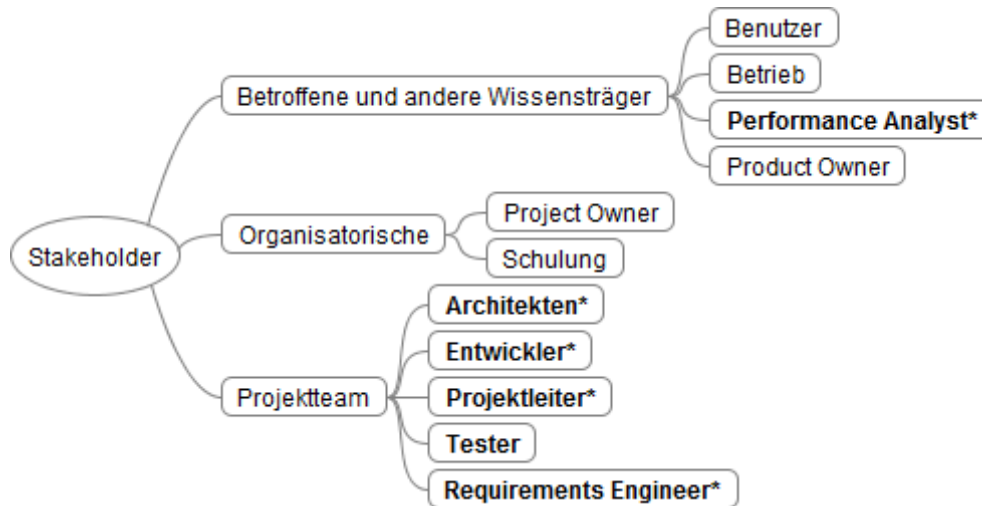 Stakeholder
Betroffene und andere Wissensträger
Benutzer
Betrieb
Performance Analyst*
Product Owner
Organisatorische
Project Owner
Schulung
Projektteam
Architekten*
Entwickler*
Projektleiter*
Tester
Requirements Engineer*